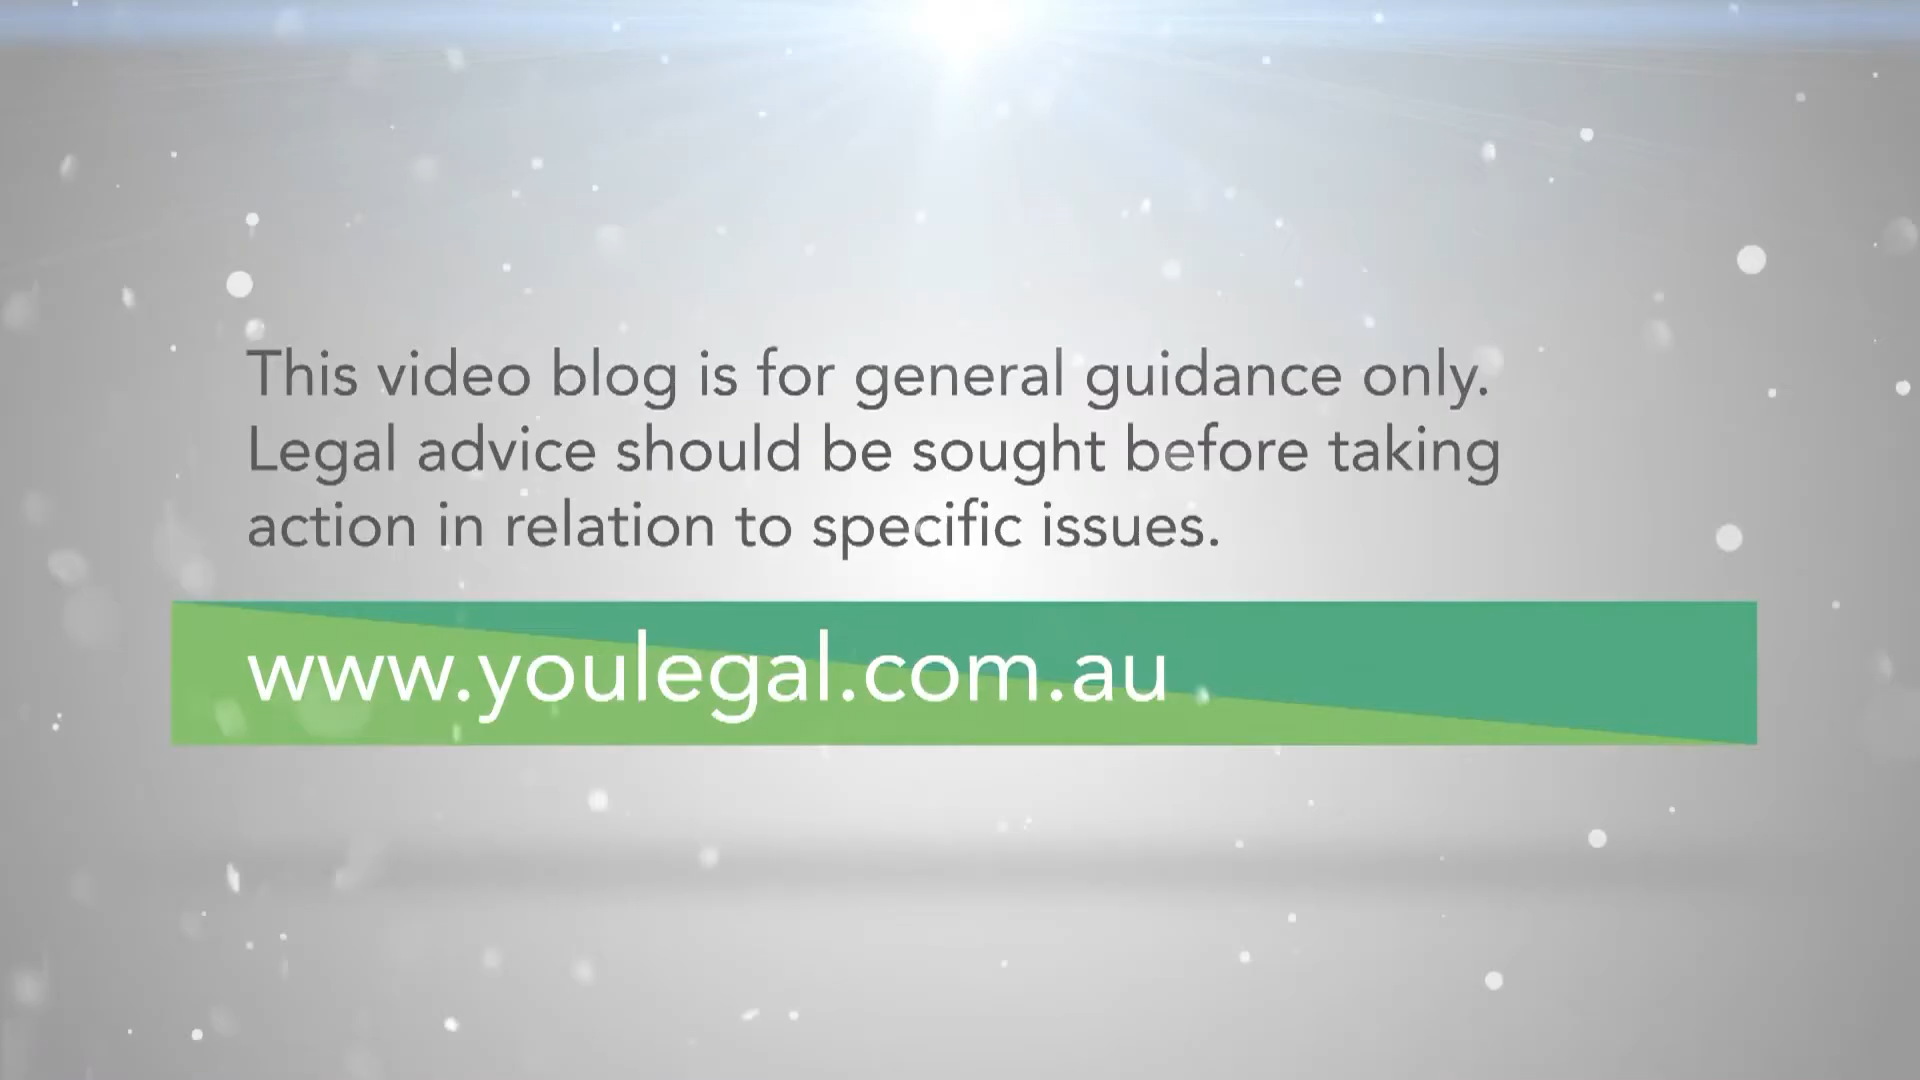 This video blog is for general guidance only.
Legal advice should be sought before taking
action in relation to specific issues.
www.youlegal.com.au